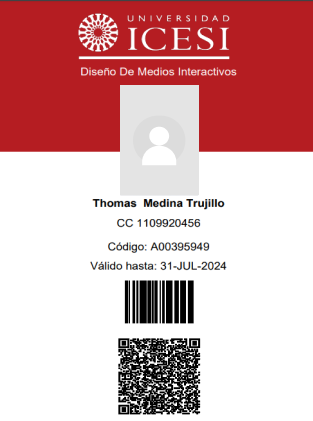 UNIVERSIDAD
ICESI
Diseño De Medios Interactivos
Thomas Medina Trujillo
CC 1109920456
Código: A00395949
Válido hasta: 31-JUL-2024